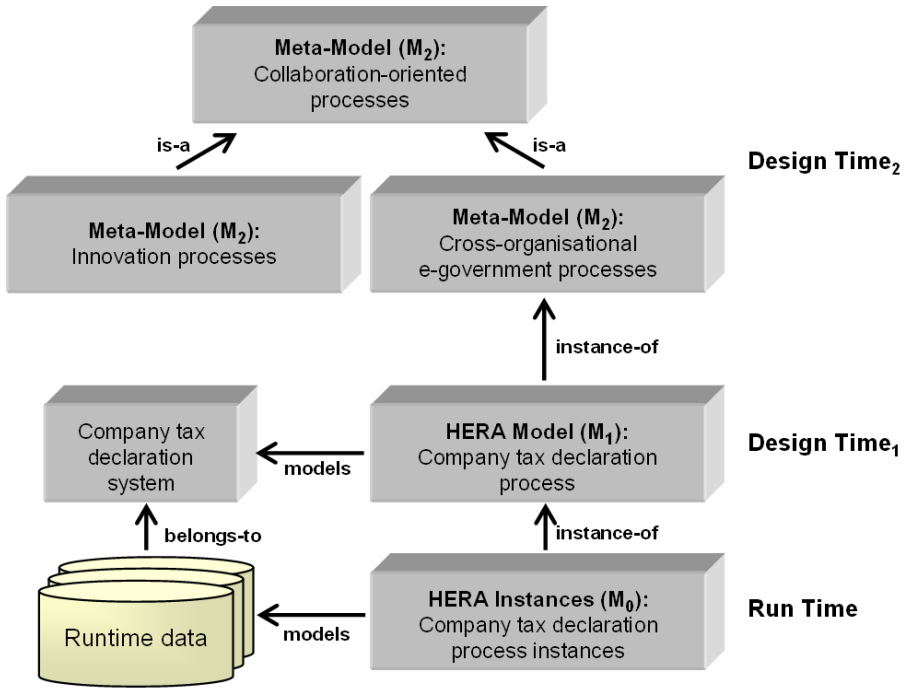 Meta-Model (M2):
Collaboration-oriented
processes
is-a
is-a
Design Time2
Meta-Model (M2):
Innovation processes
Meta-Model (M2):
Cross-organisational
e-government processes
instance-of
Company tax
declaration
system
models
HERA Model (M1):
Company tax declaration
process
Design Time1
belongs-to
instance-of
Runtime data
models
HERA Instances (M0):
Company tax declaration
process instances
Run Time